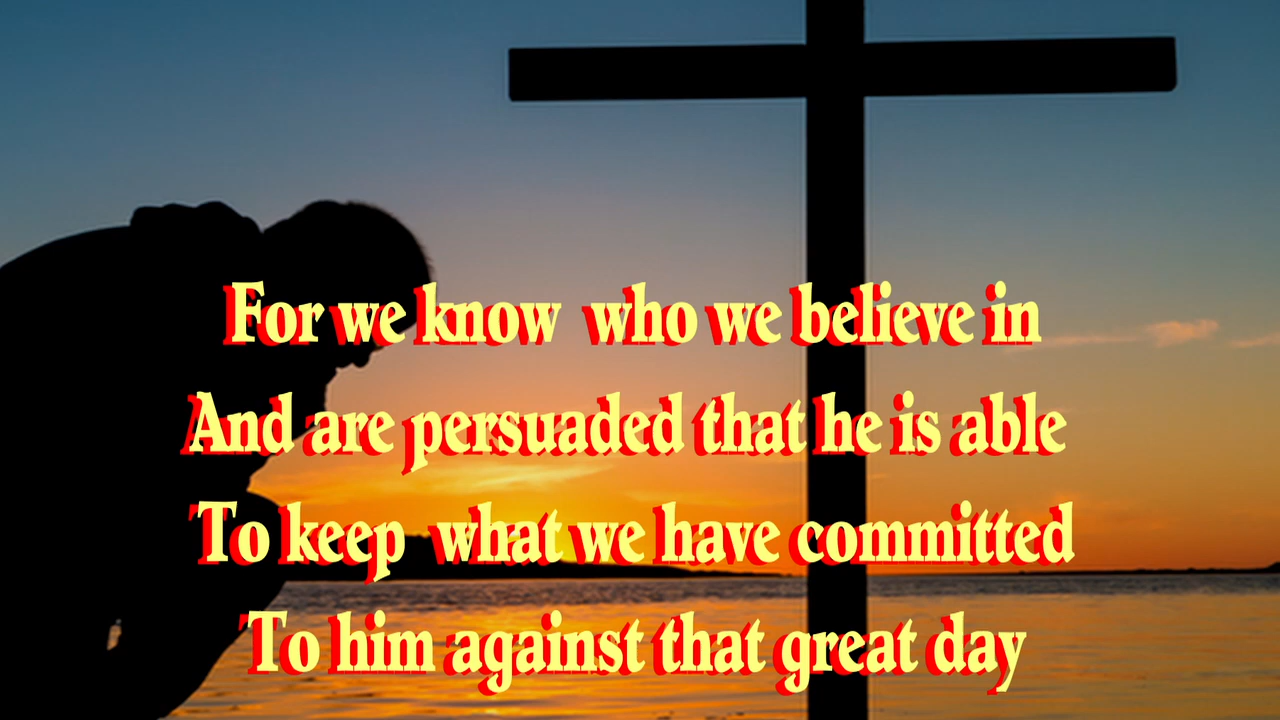 For we know who we believe in
And are persuaded that he is able
To keep what we have committed
To him against that great day